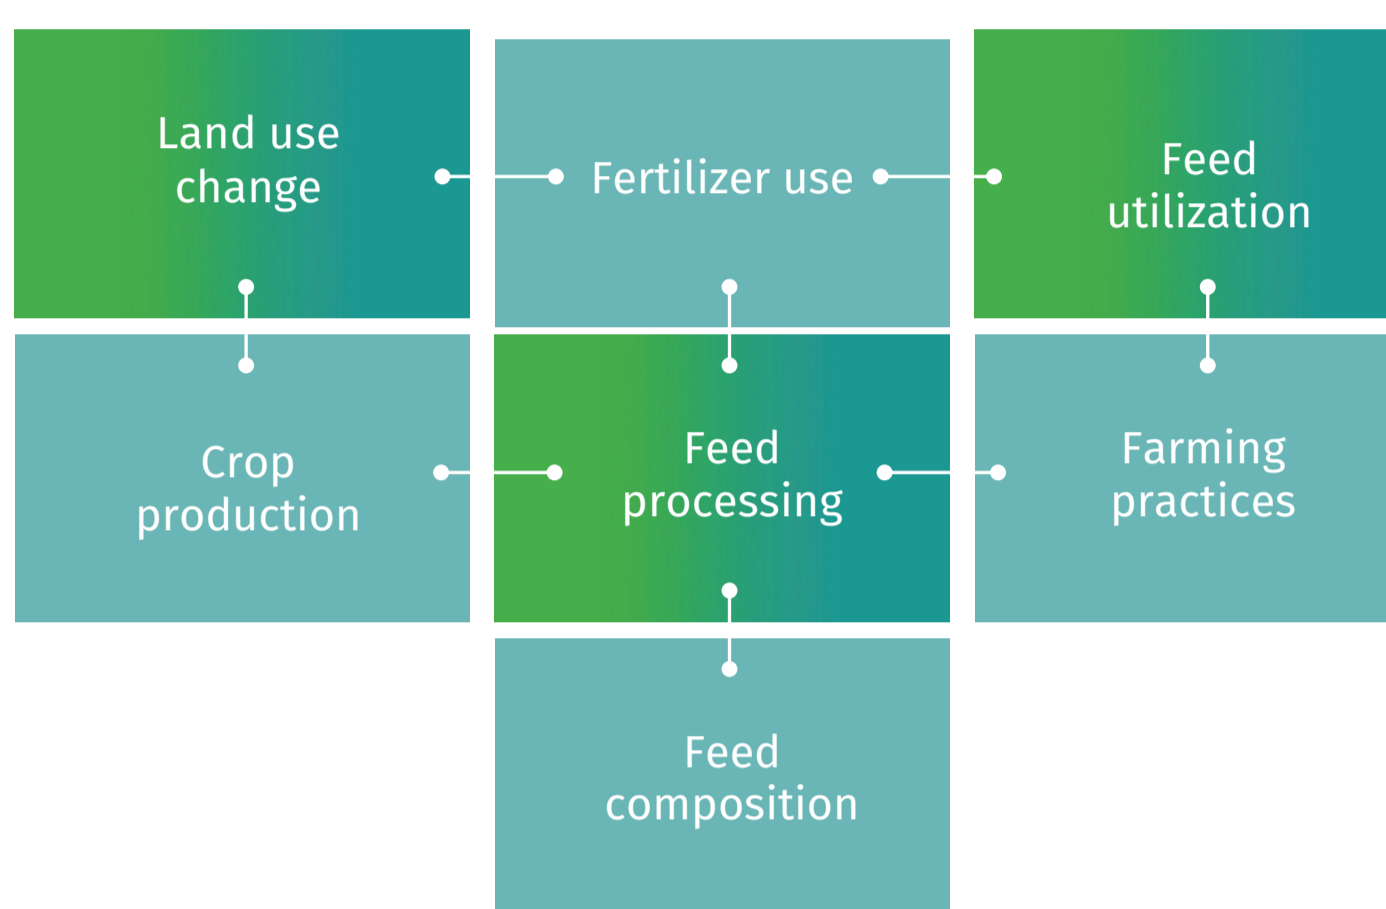 Land use
change
Fertilizer use
Feed
utilization
Crop
production
Feed
processing
Farming
practices
Feed
composition